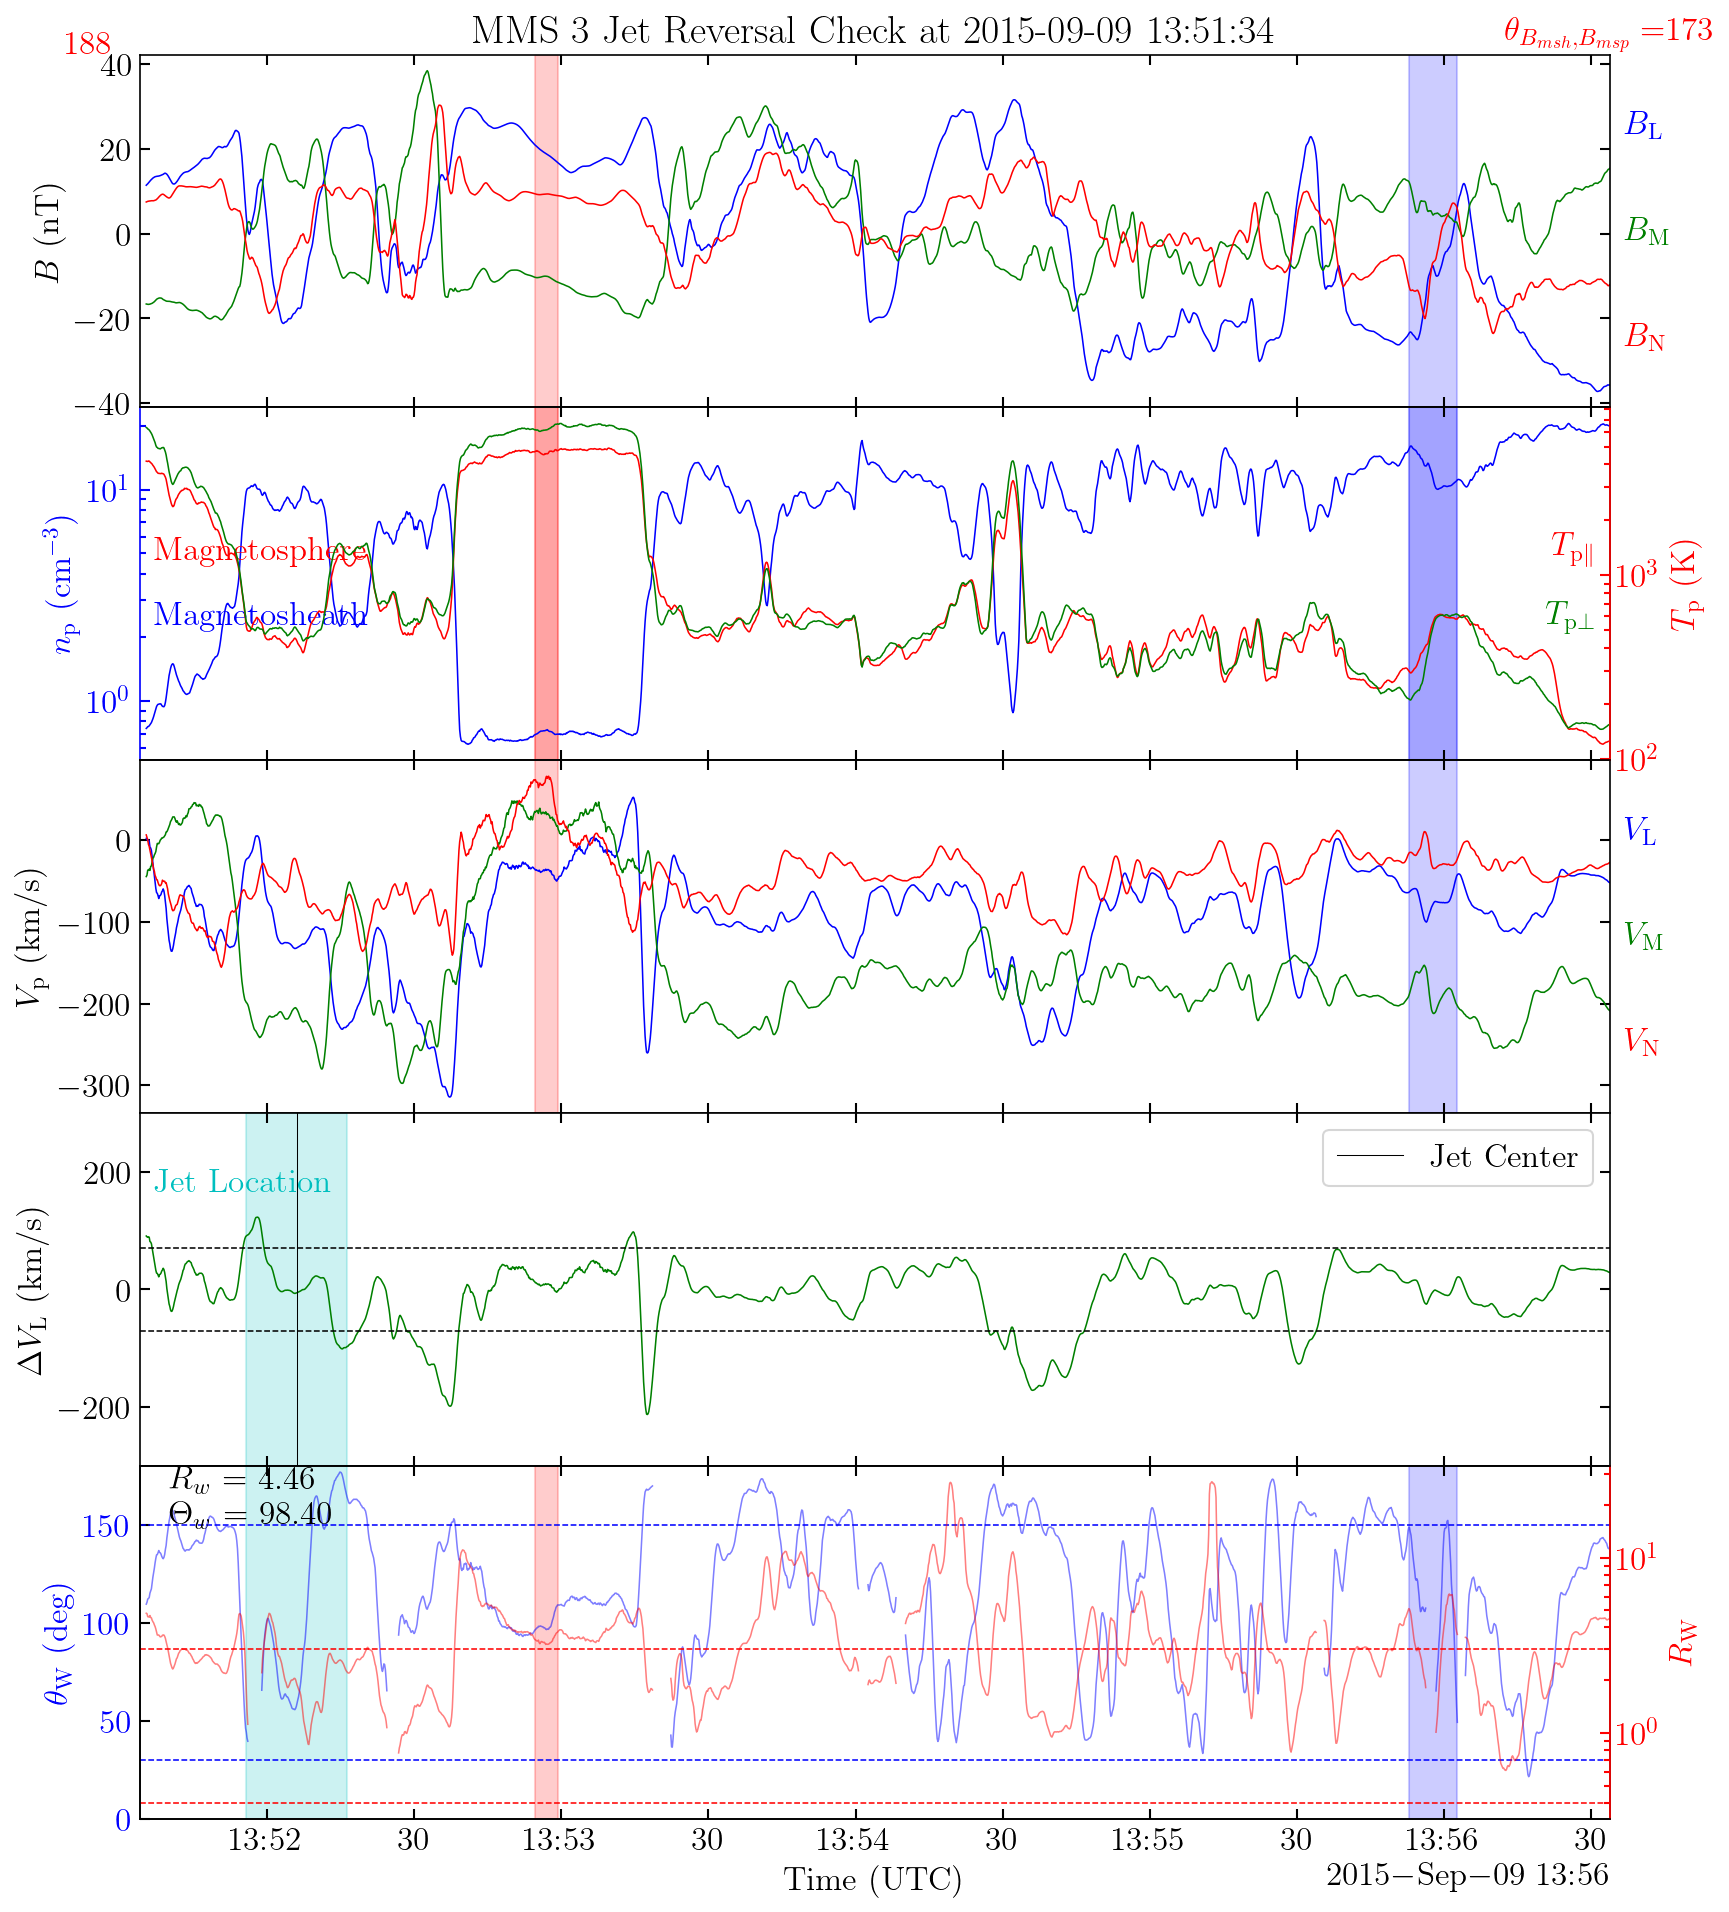 MMS 3 Jet Reversal Check at 2015-09-09 13:51:34
188
θ_{B_{msh},B_{msp}} =173
40
20
0
−20
−40
B (nT)
B_L
B_M
B_N
10^1
10^0
n_p (cm^{−3})
Magnetosphere
Magnetosheath
T_{p∥}
T_{p⊥}
10^3
10^2
T_p (K)
0
−100
−200
−300
V_p (km/s)
V_L
V_M
V_N
200
0
−200
ΔV_L (km/s)
Jet Location
Jet Center
R_w = 4.46
Θ_w = 98.40
150
100
50
0
θ_W (deg)
10^1
10^0
R_W
13:52 30 13:53 30 13:54 30 13:55 30 13:56 30
Time (UTC)
2015−Sep−09 13:56